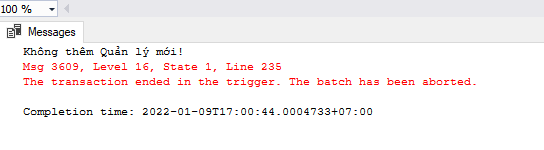 100 %
Messages
Không thêm Quản lý mới!
Msg 3609, Level 16, State 1, Line 235
The transaction ended in the trigger. The batch has been aborted.
Completion time: 2022-01-09T17:00:44.0004733+07:00